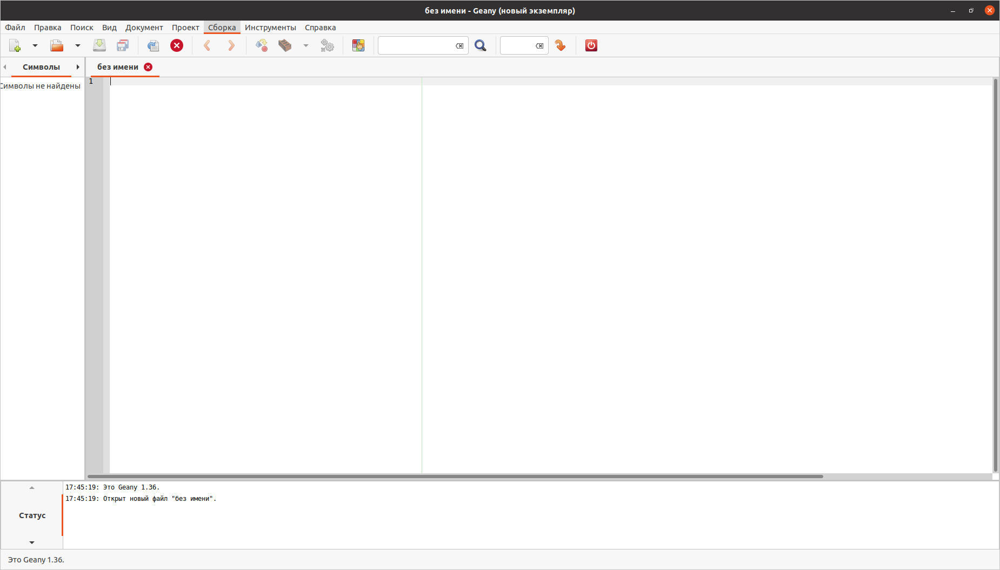 без имени - Geany (новый экземпляр)
Файл Правка Поиск Вид Документ Проект Сборка Инструменты Справка
Символы
без имени
Символы не найдены
1
17:45:19: Это Geany 1.36.
17:45:19: Открыт новый файл "без имени".
Статус
Это Geany 1.36.